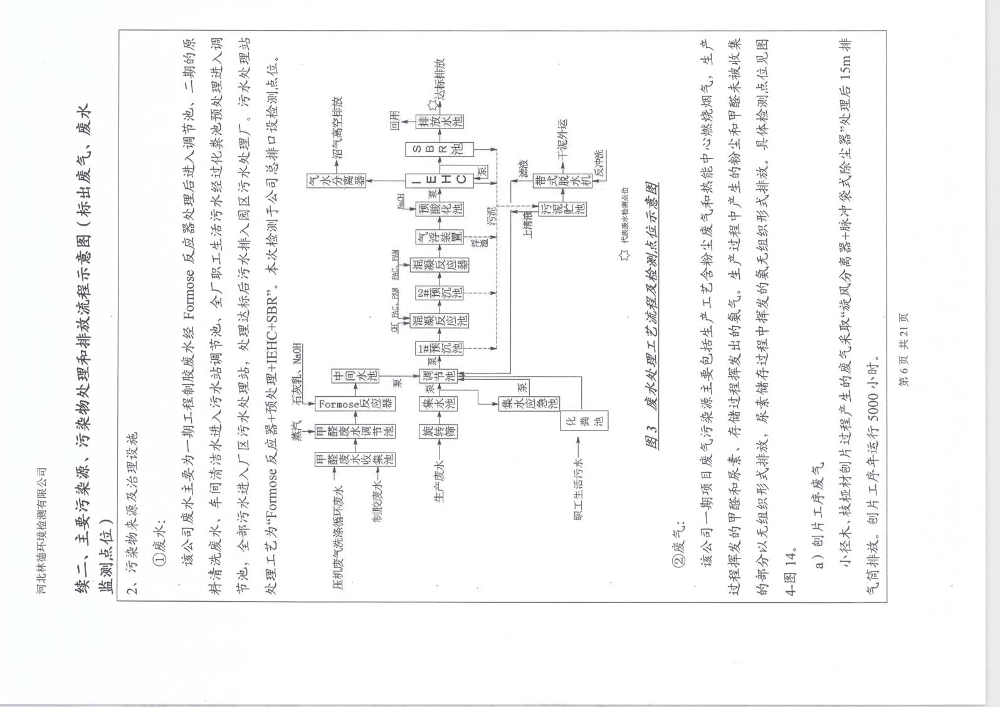 河北林德环境检测有限公司
续二、主要污染源、污染物处理和排放流程示意图（标出废气、废水
监测点位）
2、污染物来源及治理设施
①废水：
该公司废水主要为一期工程制胶废水经 Formose 反应器处理后进入调节池、二期的原
料清洗废水、车间清洁水进入污水站调节池、全厂职工生活污水经过化粪池预处理进入调
节池，全部污水进入厂区污水处理站，处理达标后污水排入园区污水处理厂。污水处理站
处理工艺为“Formose 反应器+预处理+IEHC+SBR”。本次检测于公司总排口设检测点位。
压机废气洗涤循环废水
制胶废水
甲醛废水收集池
蒸汽
甲醛废水调节池
石灰乳、NaOH
Formose反应器
中间水池
泵
生产废水
旋转筛
集水池
泵
调节池
泵
1#预沉池
OH⁻
PAC、PAM
混凝反应池
2#预沉池
PAC、PAM
混凝反应器
气浮装置
浮渣
NaOH
预酸化池
泵
IEHC
泵
气水分离器
沼气高空排放
SBR池
排放水池
回用
达标排放
集水应急池
泵
职工生活污水
化粪池
污泥
上清液
污泥贮池
滤液
带式脱水机
反冲洗
干泥外运
代表废水检测点位
图 3 废水处理工艺流程及检测点位示意图
②废气：
该公司一期项目废气污染源主要包括生产工艺含粉尘废气和热能中心燃烧烟气，生产
过程挥发的甲醛和尿素、存储过程挥发出的氨气。生产过程中产生的粉尘和甲醛未被收集
的部分以无组织形式排放，尿素储存过程中挥发的氨无组织形式排放。具体检测点位见图
4-图 14。
a）刨片工序废气
小径木、枝桠材刨片过程产生的废气采取“旋风分离器+脉冲袋式除尘器”处理后 15m 排
气筒排放。刨片工序年运行 5000 小时。
第 6 页 共 21 页